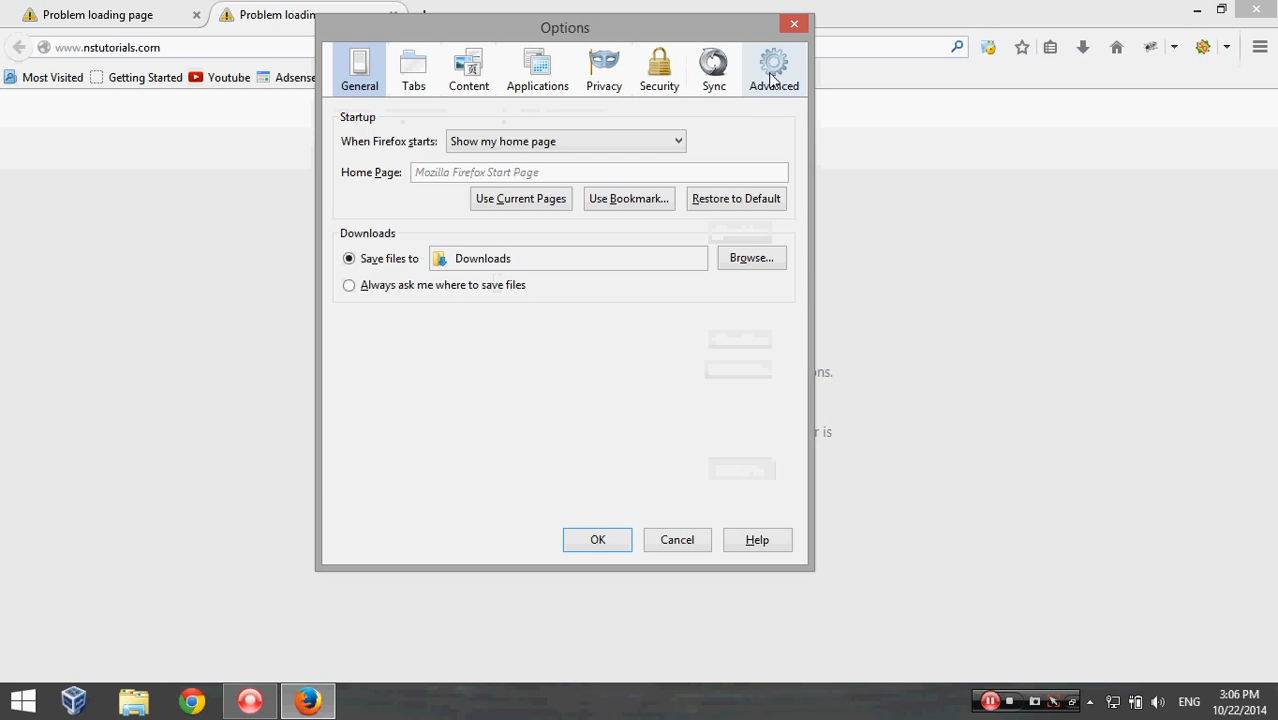 Problem loading page
Problem loadin
Options
www.nstutorials.com
General
Tabs
Content
Applications
Privacy
Security
Sync
Advanced
Most Visited
Getting Started
Youtube
Adsense
Startup
When Firefox starts:
Show my home page
Home Page:
Mozilla Firefox Start Page
Use Current Pages
Use Bookmark...
Restore to Default
Downloads
Save files to
Downloads
Browse...
Always ask me where to save files
ons.
r is
OK
Cancel
Help
ENG
3:06 PM
10/22/2014